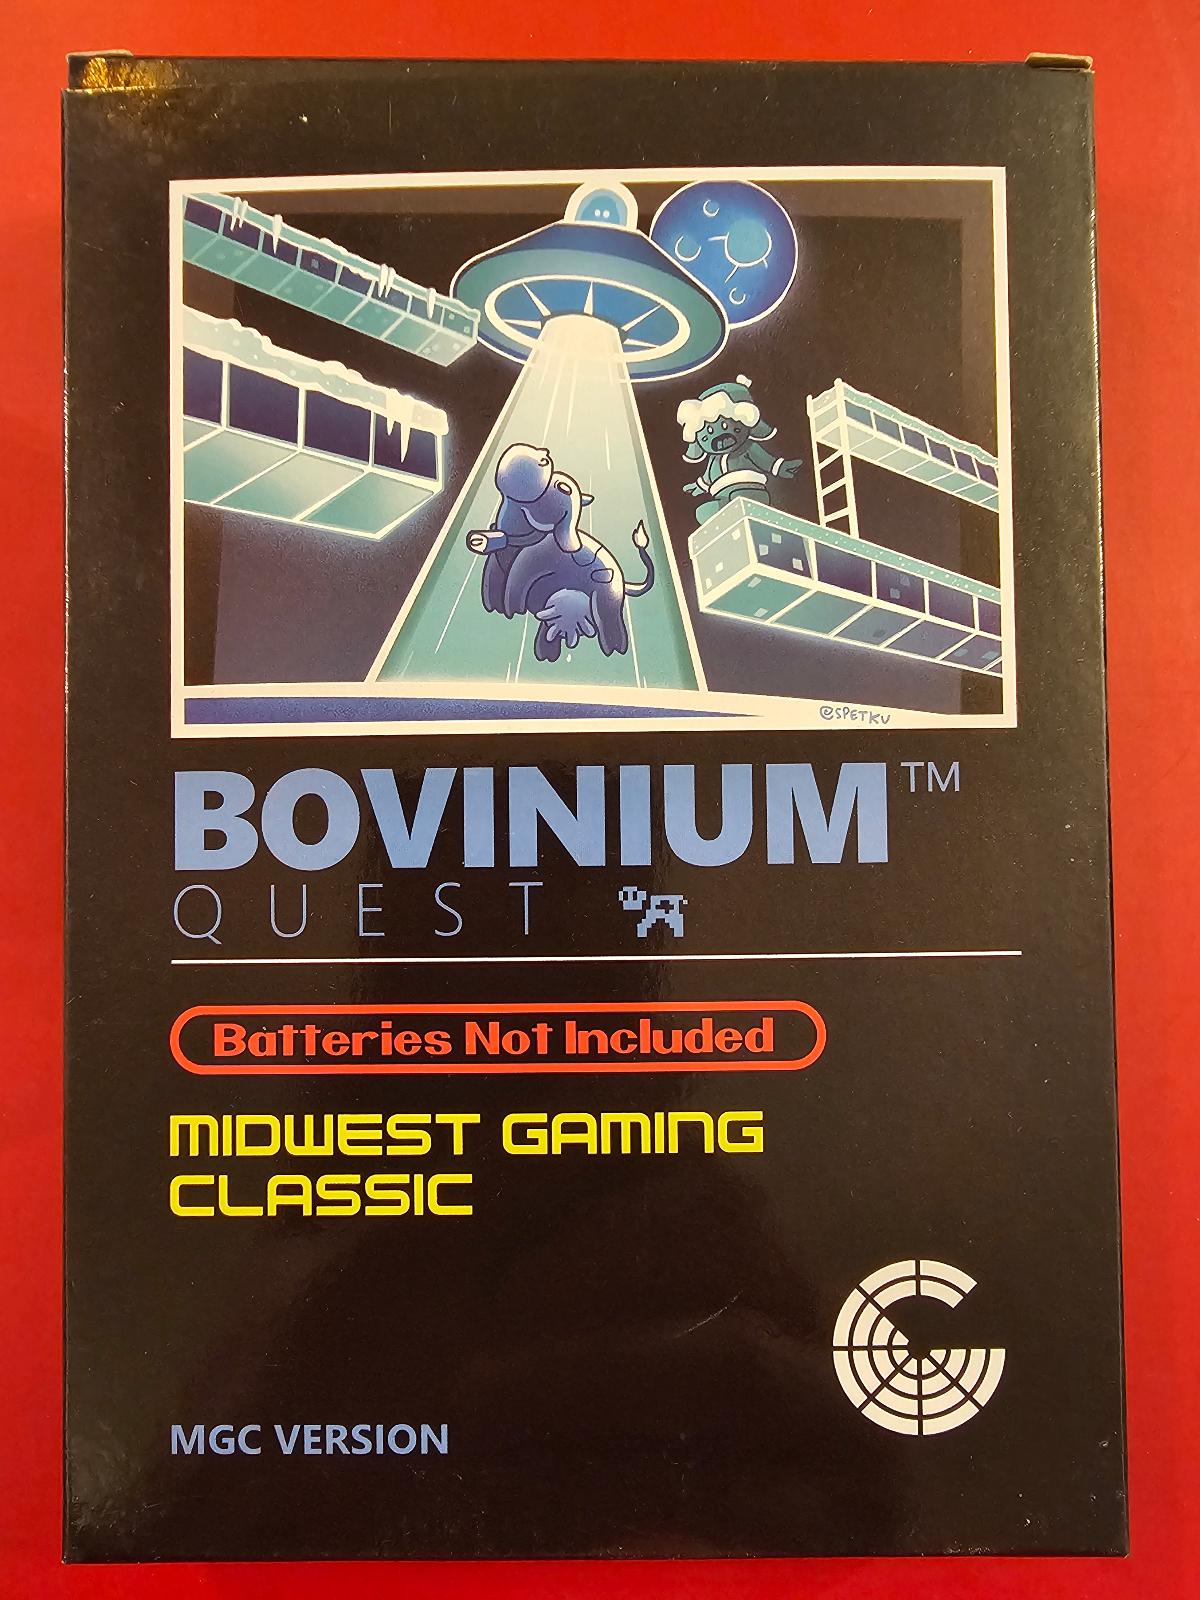 @SPETKU
BOVINIUM™
QUEST
Batteries Not Included
MIDWEST GAMING
CLASSIC
MGC VERSION